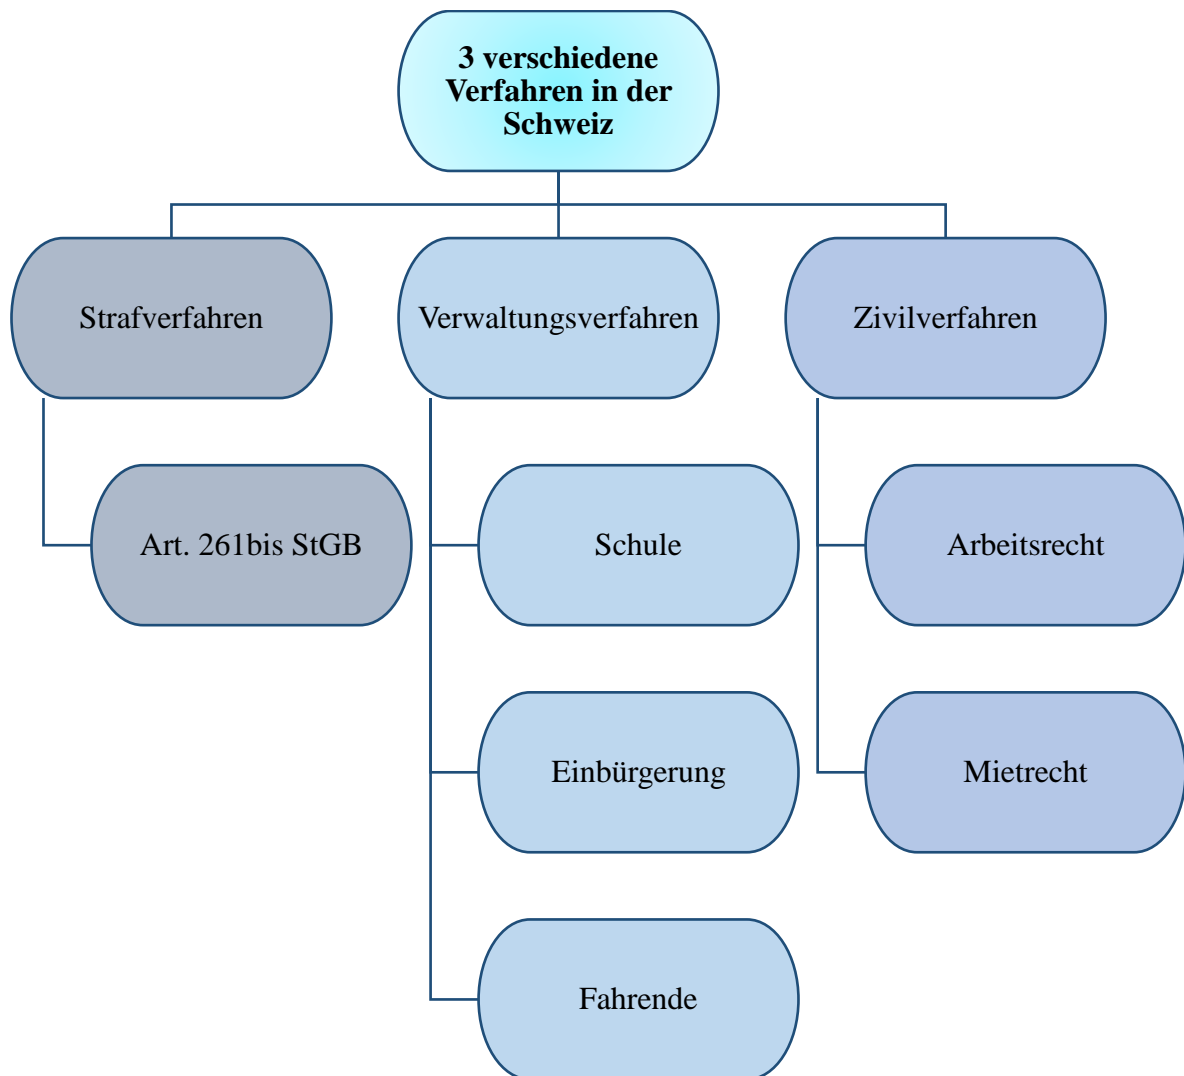 3 verschiedene
Verfahren in der
Schweiz
Strafverfahren
Verwaltungsverfahren
Zivilverfahren
Art. 261bis StGB
Schule
Arbeitsrecht
Einbürgerung
Mietrecht
Fahrende